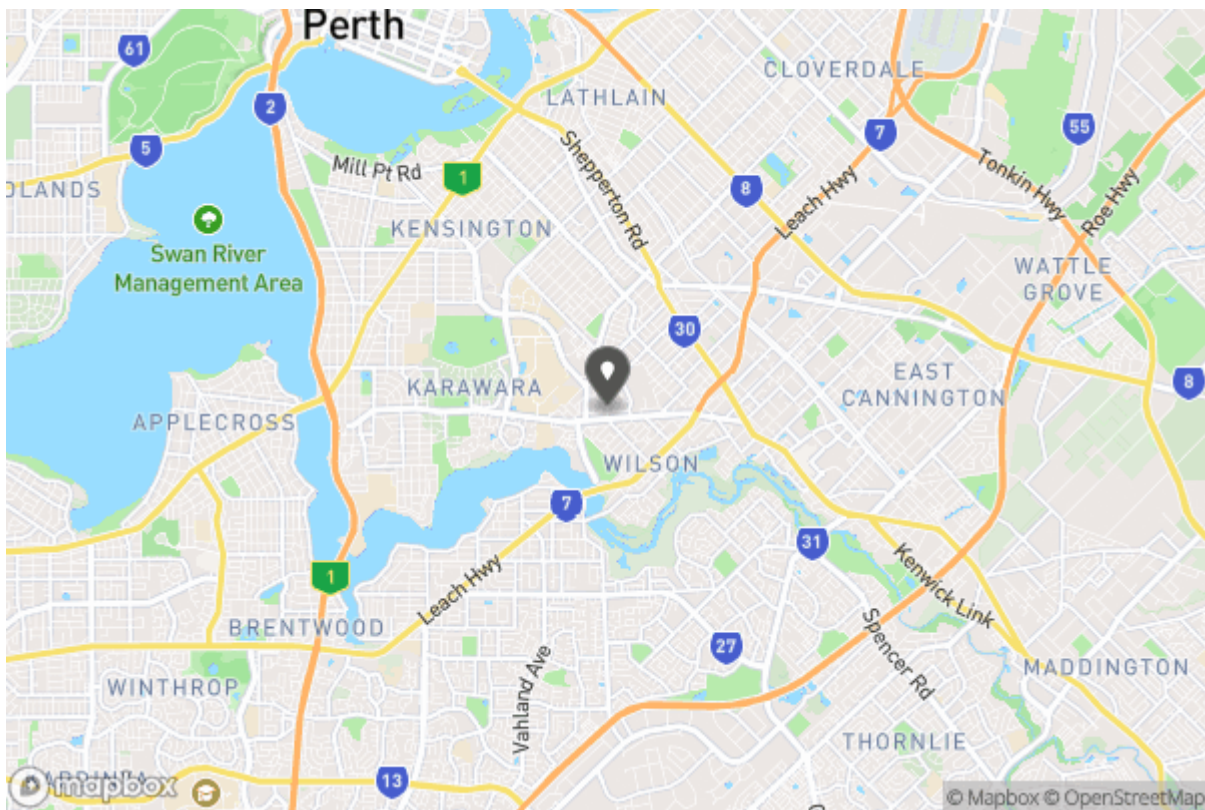 Perth
61
CLOVERDALE
2
LATHLAIN
7
55
5
Mill Pt Rd
1
Shepperton Rd
8
Leach Hwy
Tonkin Hwy
Roe Hwy
KENSINGTON
Swan River
Management Area
WATTLE
GROVE
30
KARAWARA
EAST
CANNINGTON
8
APPLECROSS
WILSON
7
31
1
Leach Hwy
Kenwick Link
BRENTWOOD
Spencer Rd
27
MADDINGTON
WINTHROP
Vahland Ave
THORNLIE
13
mapbox
© Mapbox © OpenStreetMap